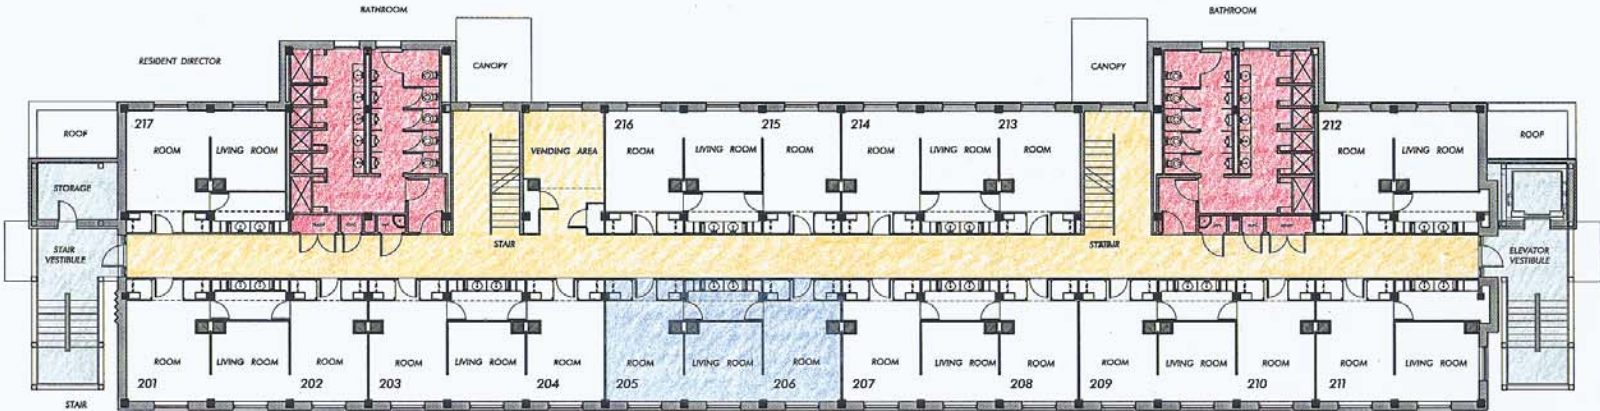 BATHROOM
BATHROOM
RESIDENT DIRECTOR
CANOPY
CANOPY
ROOF
217
216
215
214
213
212
ROOF
ROOM
LIVING ROOM
VENDING AREA
ROOM
LIVING ROOM
ROOM
ROOM
LIVING ROOM
ROOM
ROOM
LIVING ROOM
STORAGE
STAIR
VESTIBULE
STAIR
ELEVATOR
VESTIBULE
ROOM
LIVING ROOM
ROOM
ROOM
LIVING ROOM
ROOM
ROOM
LIVING ROOM
ROOM
ROOM
LIVING ROOM
ROOM
ROOM
LIVING ROOM
ROOM
ROOM
LIVING ROOM
201
202
203
204
205
206
207
208
209
210
211
STAIR